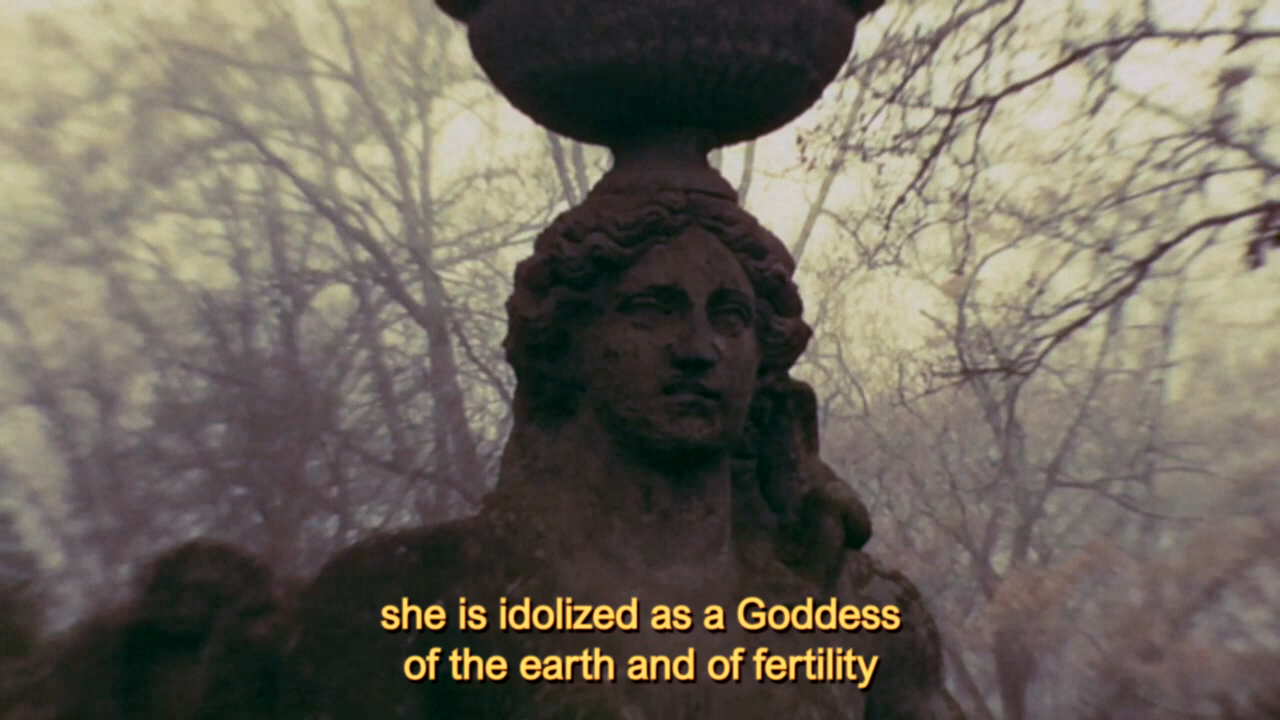 she is idolized as a Goddess
of the earth and of fertility